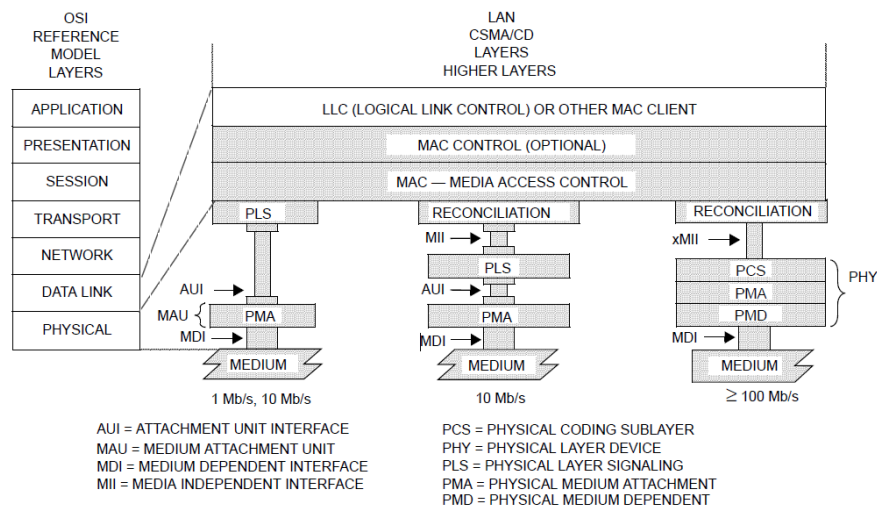 OSI
REFERENCE
MODEL
LAYERS
LAN
CSMA/CD
LAYERS
HIGHER LAYERS
APPLICATION
PRESENTATION
SESSION
TRANSPORT
NETWORK
DATA LINK
PHYSICAL
LLC (LOGICAL LINK CONTROL) OR OTHER MAC CLIENT
MAC CONTROL (OPTIONAL)
MAC — MEDIA ACCESS CONTROL
PLS
AUI
MAU
PMA
MDI
MEDIUM
1 Mb/s, 10 Mb/s
RECONCILIATION
MII
PLS
AUI
PMA
MDI
MEDIUM
10 Mb/s
RECONCILIATION
xMII
PCS
PMA
PMD
PHY
MDI
MEDIUM
≥ 100 Mb/s
AUI = ATTACHMENT UNIT INTERFACE
MAU = MEDIUM ATTACHMENT UNIT
MDI = MEDIUM DEPENDENT INTERFACE
MII = MEDIA INDEPENDENT INTERFACE
PCS = PHYSICAL CODING SUBLAYER
PHY = PHYSICAL LAYER DEVICE
PLS = PHYSICAL LAYER SIGNALING
PMA = PHYSICAL MEDIUM ATTACHMENT
PMD = PHYSICAL MEDIUM DEPENDENT